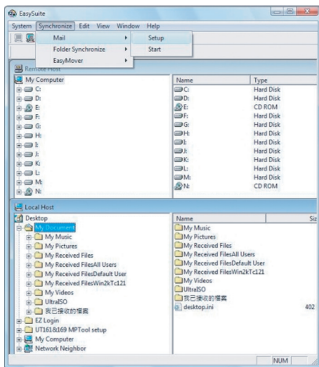 EasySuite
System Synchronize Edit View Window Help
Mail Setup
Folder Synchronize Start
EasyMover
Remote Host
My Computer
C:
D:
E:
F:
G:
H:
I:
J:
K:
L:
M:
N:
Name Type
C: Hard Disk
D: Hard Disk
E: CD ROM
F: Hard Disk
G: Hard Disk
H: Hard Disk
I: Hard Disk
J: Hard Disk
K: Hard Disk
L: Hard Disk
M: Hard Disk
N: CD ROM
Local Host
Desktop
My Document
My Music
My Pictures
My Received Files
My Received FilesAll Users
My Received FilesDefault User
My Received FilesWin2kTc121
My Videos
UltraISO
我已接收的檔案
EZ Login
UT161&169 MPTool setup
My Computer
Network Neighbor
Name Siz
My Music
My Pictures
My Received Files
My Received FilesAll Users
My Received FilesDefault User
My Received FilesWin2kTc121
My Videos
UltraISO
我已接收的檔案
desktop.ini 402
NUM